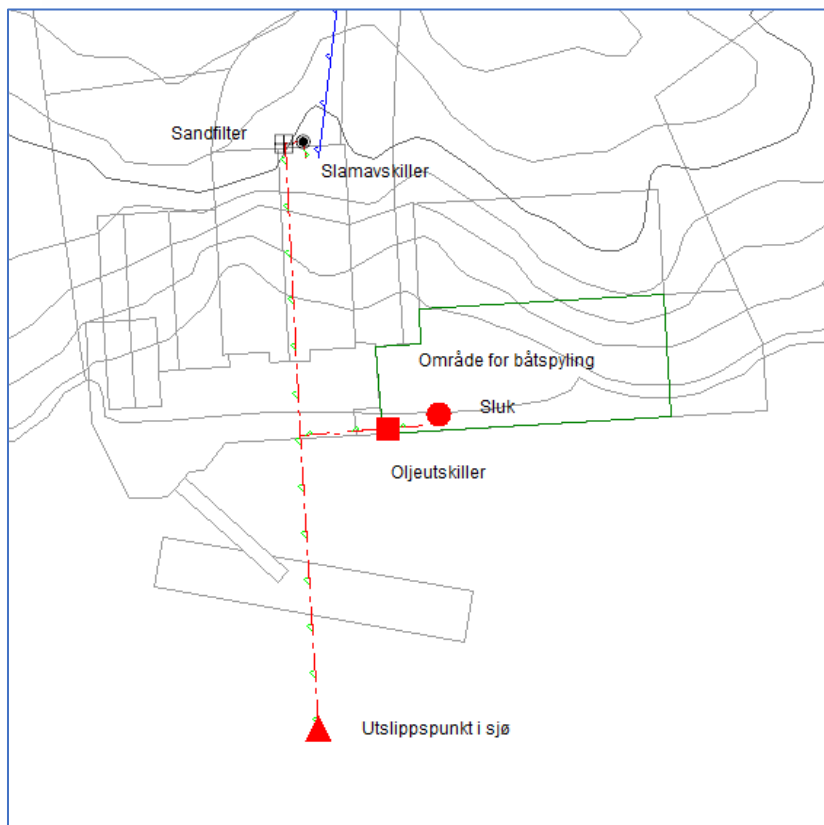 Sandfilter
Slamavskiller
Område for båtspyling
Sluk
Oljeutskiller
Utslippspunkt i sjø